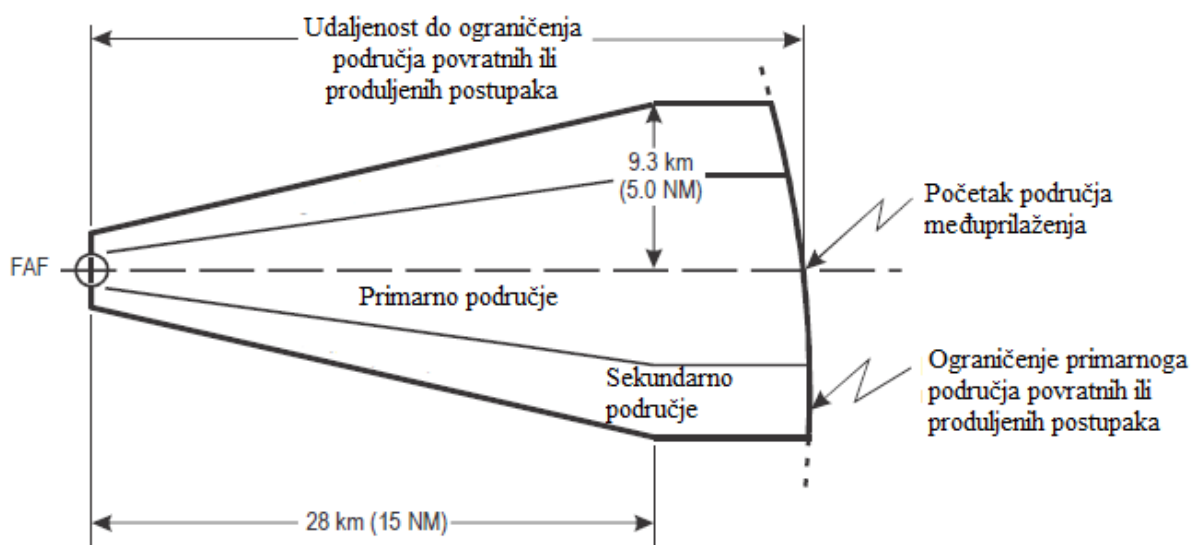 Udaljenost do ograničenja
područja povratnih ili
produljenih postupaka
9.3 km
(5.0 NM)
Početak područja
međuprilaženja
FAF
Primarno područje
Sekundarno
područje
Ograničenje primarnoga
područja povratnih ili
produljenih postupaka
28 km (15 NM)